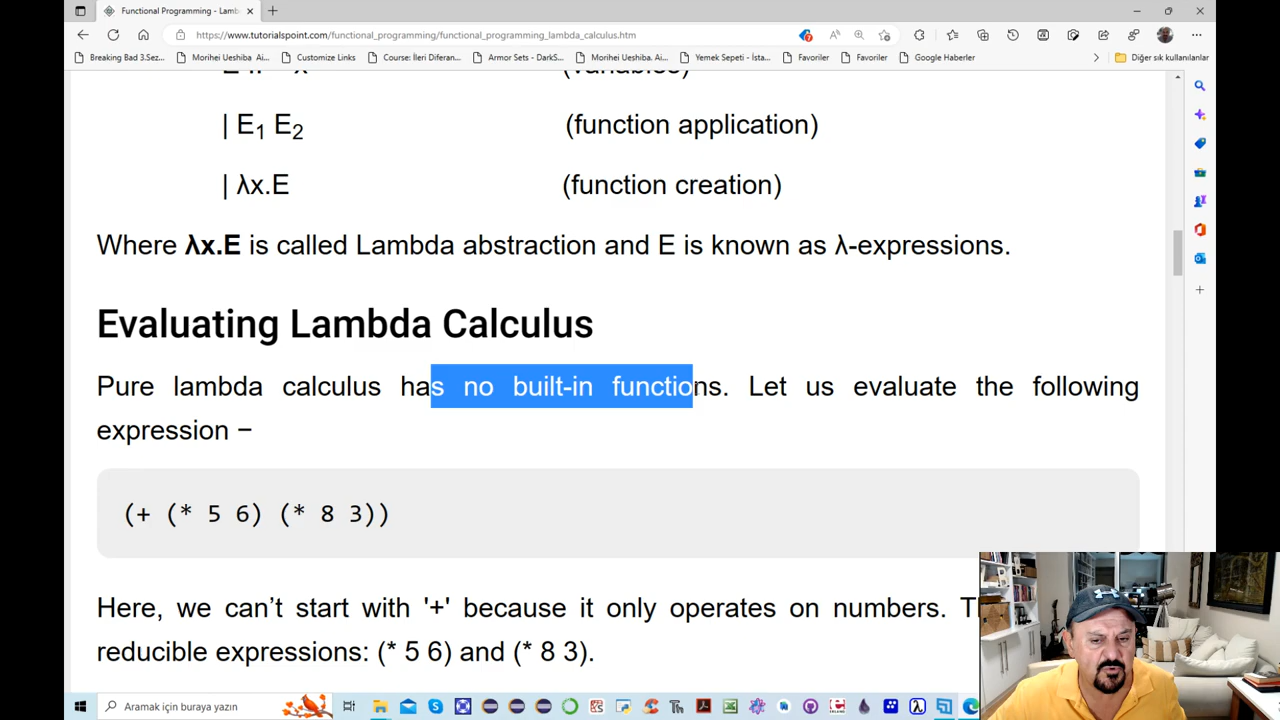 Functional Programming - Lamb
https://www.tutorialspoint.com/functional_programming/functional_programming_lambda_calculus.htm
Breaking Bad 3.Sez... Morihei Ueshiba. Ai... Customize Links Course: İleri Diferan... Armor Sets - DarkS... Morihei Ueshiba. Ai... Yemek Sepeti - İsta... Favoriler Favoriler Google Haberler Diğer sık kullanılanlar
(variables)
| E1 E2 (function application)
| λx.E (function creation)
Where λx.E is called Lambda abstraction and E is known as λ-expressions.
Evaluating Lambda Calculus
Pure lambda calculus has no built-in functions. Let us evaluate the following
expression −
(+ (* 5 6) (* 8 3))
Here, we can’t start with '+' because it only operates on numbers.
reducible expressions: (* 5 6) and (* 8 3).
Aramak için buraya yazın